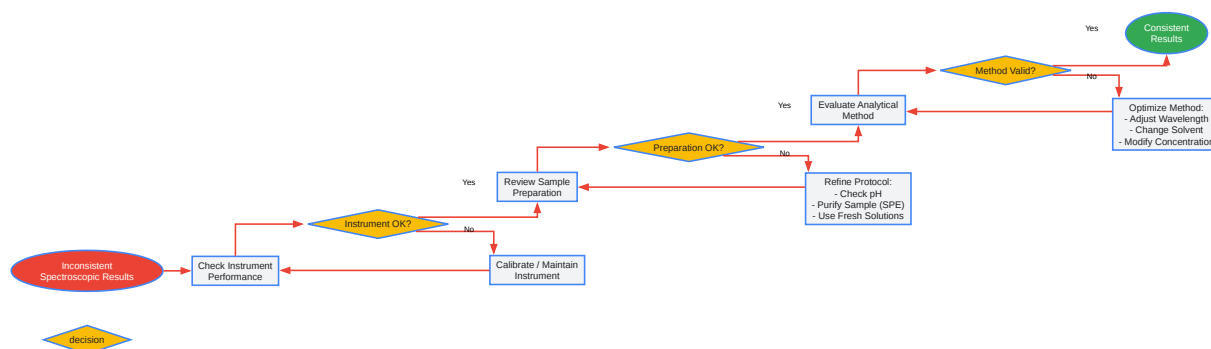 Inconsistent
Spectroscopic Results
Check Instrument
Performance
Instrument OK?
Yes
No
Calibrate / Maintain
Instrument
Review Sample
Preparation
Preparation OK?
Yes
No
Refine Protocol:
- Check pH
- Purify Sample (SPE)
- Use Fresh Solutions
Evaluate Analytical
Method
Method Valid?
Yes
No
Optimize Method:
- Adjust Wavelength
- Change Solvent
- Modify Concentration
Consistent
Results
decision